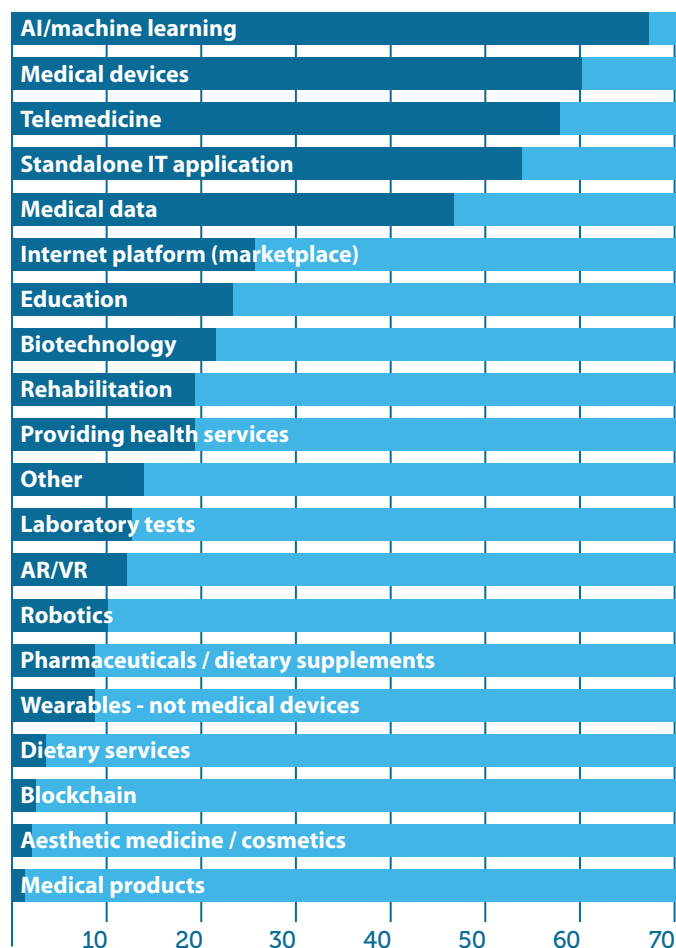 AI/machine learning
Medical devices
Telemedicine
Standalone IT application
Medical data
Internet platform (marketplace)
Education
Biotechnology
Rehabilitation
Providing health services
Other
Laboratory tests
AR/VR
Robotics
Pharmaceuticals / dietary supplements
Wearables - not medical devices
Dietary services
Blockchain
Aesthetic medicine / cosmetics
Medical products
10 20 30 40 50 60 70